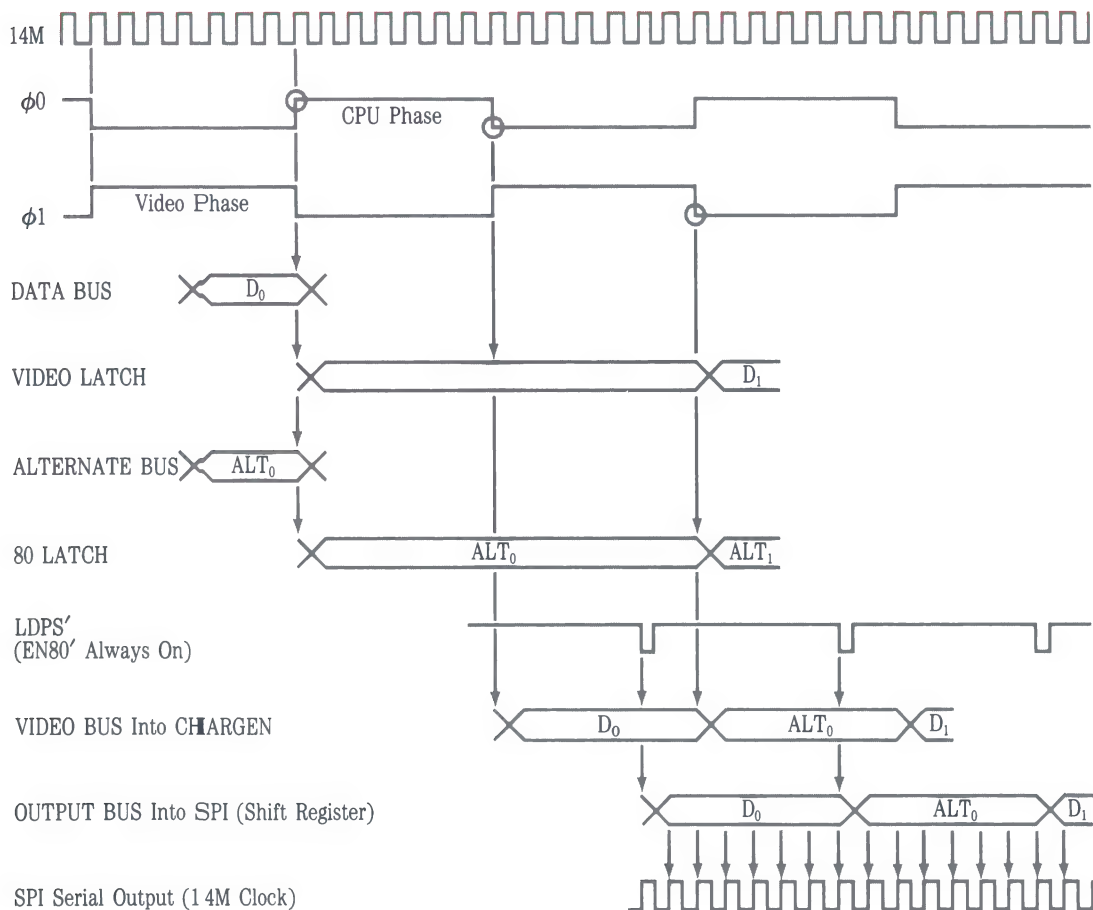 14M
ϕ0
CPU Phase
Video Phase
ϕ1
DATA BUS
D₀
VIDEO LATCH
D₁
ALTERNATE BUS
ALT₀
80 LATCH
ALT₀
ALT₁
LDPS′
(EN80′ Always On)
VIDEO BUS Into CHARGEN
D₀
ALT₀
D₁
OUTPUT BUS Into SPI (Shift Register)
D₀
ALT₀
D₁
SPI Serial Output (14M Clock)